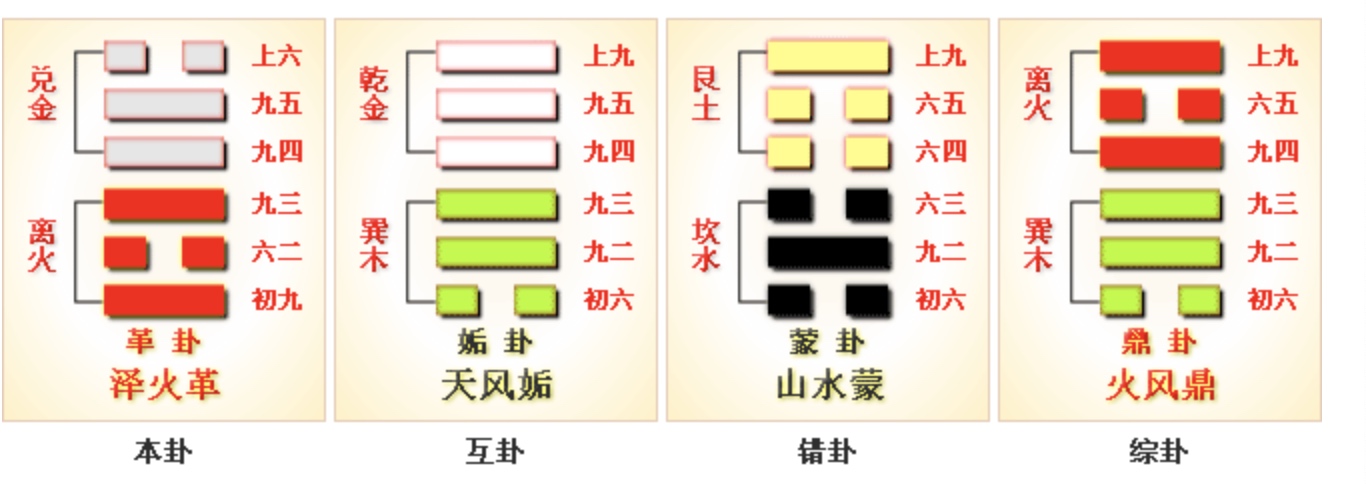 兑金
上六
九五
九四
离火
九三
六二
初九
革 卦
泽火革
本卦
乾金
上九
九五
九四
巽木
九三
九二
初六
姤 卦
天风姤
互卦
艮土
上九
六五
六四
坎水
六三
九二
初六
蒙 卦
山水蒙
错卦
离火
上九
六五
九四
巽木
九三
九二
初六
鼎 卦
火风鼎
综卦